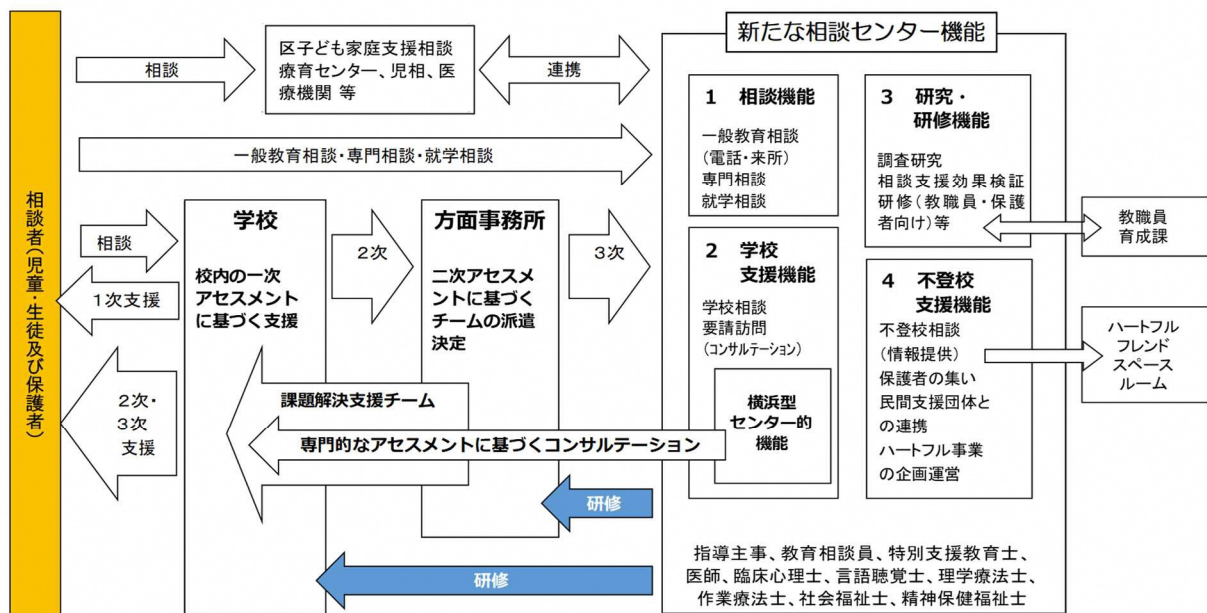 相談者(児童・生徒及び保護者)
相談
区子ども家庭支援相談
療育センター、児相、医
療機関 等
連携
一般教育相談・専門相談・就学相談
相談
1次支援
2次・
3次
支援
学校
校内の一次
アセスメント
に基づく支援
2次
方面事務所
二次アセスメ
ントに基づく
チームの派遣
決定
3次
課題解決支援チーム
専門的なアセスメントに基づくコンサルテーション
研修
研修
新たな相談センター機能
1 相談機能
一般教育相談
(電話・来所)
専門相談
就学相談
2 学校
支援機能
学校相談
要請訪問
(コンサルテーション)
横浜型
センター的
機能
3 研究・
研修機能
調査研究
相談支援効果検証
研修(教職員・保護
者向け)等
4 不登校
支援機能
不登校相談
(情報提供)
保護者の集い
民間支援団体と
の連携
ハートフル事業
の企画運営
指導主事、教育相談員、特別支援教育士、
医師、臨床心理士、言語聴覚士、理学療法士、
作業療法士、社会福祉士、精神保健福祉士
教職員
育成課
ハートフル
フレンド
スペース
ルーム